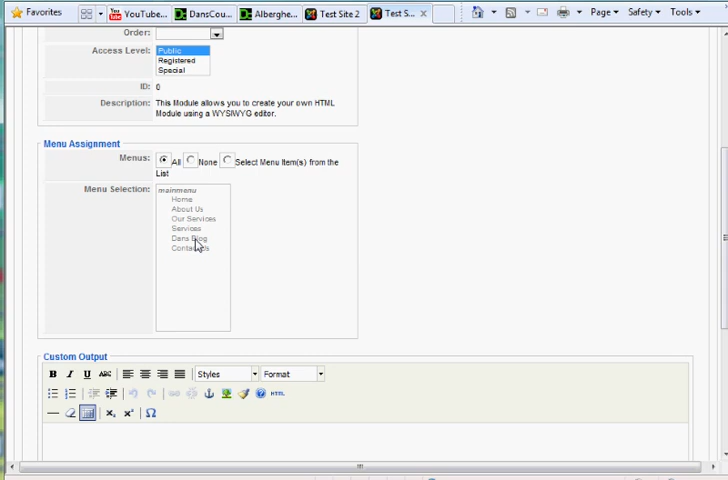 Favorites YouTube... DansCou... Alberghe... Test Site 2 Test S... Page Safety Tools
Order:
Access Level: Public
Registered
Special
ID: 0
Description: This Module allows you to create your own HTML
Module using a WYSIWYG editor.
Menu Assignment
Menus: All None Select Menu Item(s) from the
List
Menu Selection: mainmenu
Home
About Us
Our Services
Services
Dans Blog
Custom Output
B I U ABC Styles Format
HTML